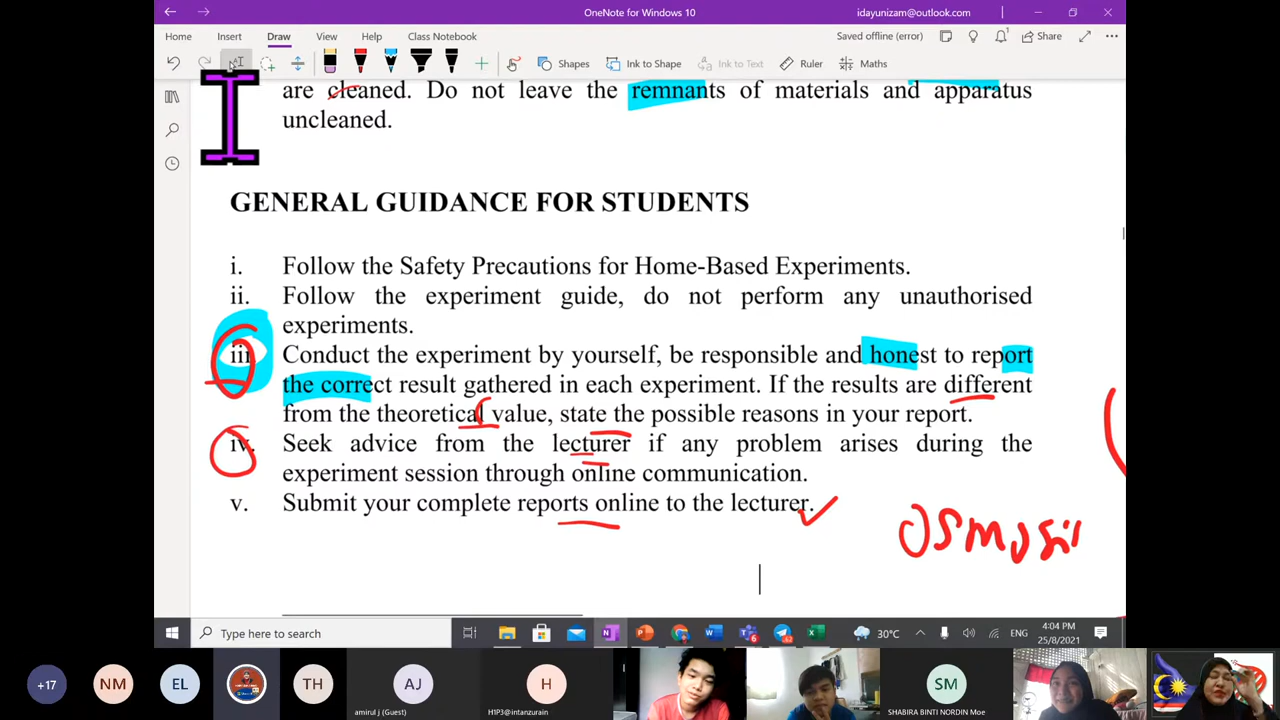 OneNote for Windows 10
idayunizam@outlook.com
Home Insert Draw View Help Class Notebook
Saved offline (error)
Share
Shapes
Ink to Shape
Ink to Text
Ruler
Maths
are cleaned. Do not leave the remnants of materials and apparatus
uncleaned.
GENERAL GUIDANCE FOR STUDENTS
i. Follow the Safety Precautions for Home-Based Experiments.
ii. Follow the experiment guide, do not perform any unauthorised
experiments.
iii. Conduct the experiment by yourself, be responsible and honest to report
the correct result gathered in each experiment. If the results are different
from the theoretical value, state the possible reasons in your report.
iv. Seek advice from the lecturer if any problem arises during the
experiment session through online communication.
v. Submit your complete reports online to the lecturer.
osmosis
Type here to search
30°C
ENG
4:04 PM
25/8/2021
+17
NM
EL
TH
AJ
amirul j (Guest)
H
H1P3@intanzurain
SM
SHABIRA BINTI NORDIN Moe